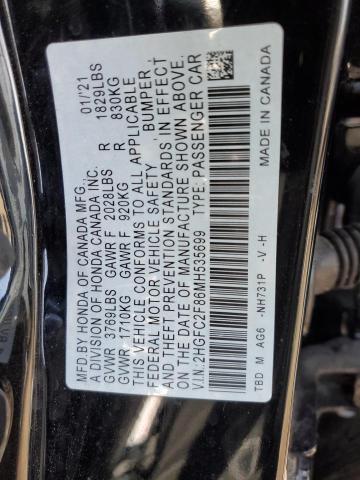 MFD BY HONDA OF CANADA MFG. 01/'21
A DIVISION OF HONDA CANADA INC.
GVWR 3769LBS GAWR F 2028LBS R 1829LBS
GVWR 1710KG GAWR F 920KG R 830KG
THIS VEHICLE CONFORMS TO ALL APPLICABLE
FEDERAL MOTOR VEHICLE SAFETY BUMPER,
THEFT PREVENTION STANDARDS IN EFFECT
ON THE DATE OF MANUFACTURE SHOWN ABOVE.
V.I.N: 2HGFC2F86MH535699 TYPE: PASSENGER CAR
TBD M AG6 -NH731P -V -H MADE IN CANADA